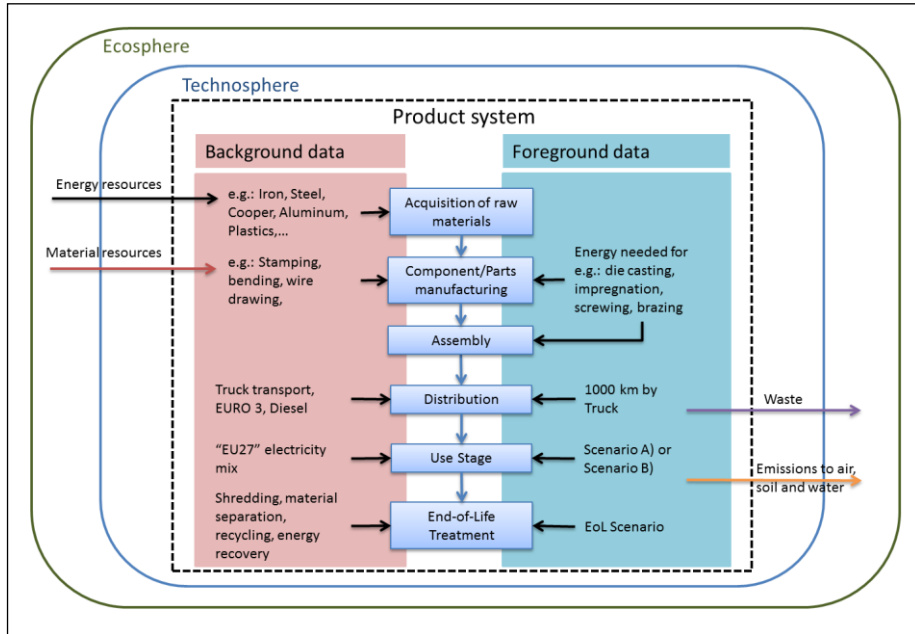 Ecosphere
Technosphere
Product system
Background data
Foreground data
Energy resources
e.g.: Iron, Steel,
Cooper, Aluminum,
Plastics,...
Acquisition of raw
materials
Material resources
e.g.: Stamping,
bending, wire
drawing,
Component/Parts
manufacturing
Energy needed for
e.g.: die casting,
impregnation,
screwing, brazing
Assembly
Truck transport,
EURO 3, Diesel
Distribution
1000 km by
Truck
Waste
“EU27” electricity
mix
Use Stage
Scenario A) or
Scenario B)
Emissions to air,
soil and water
Shredding, material
separation,
recycling, energy
recovery
End-of-Life
Treatment
EoL Scenario